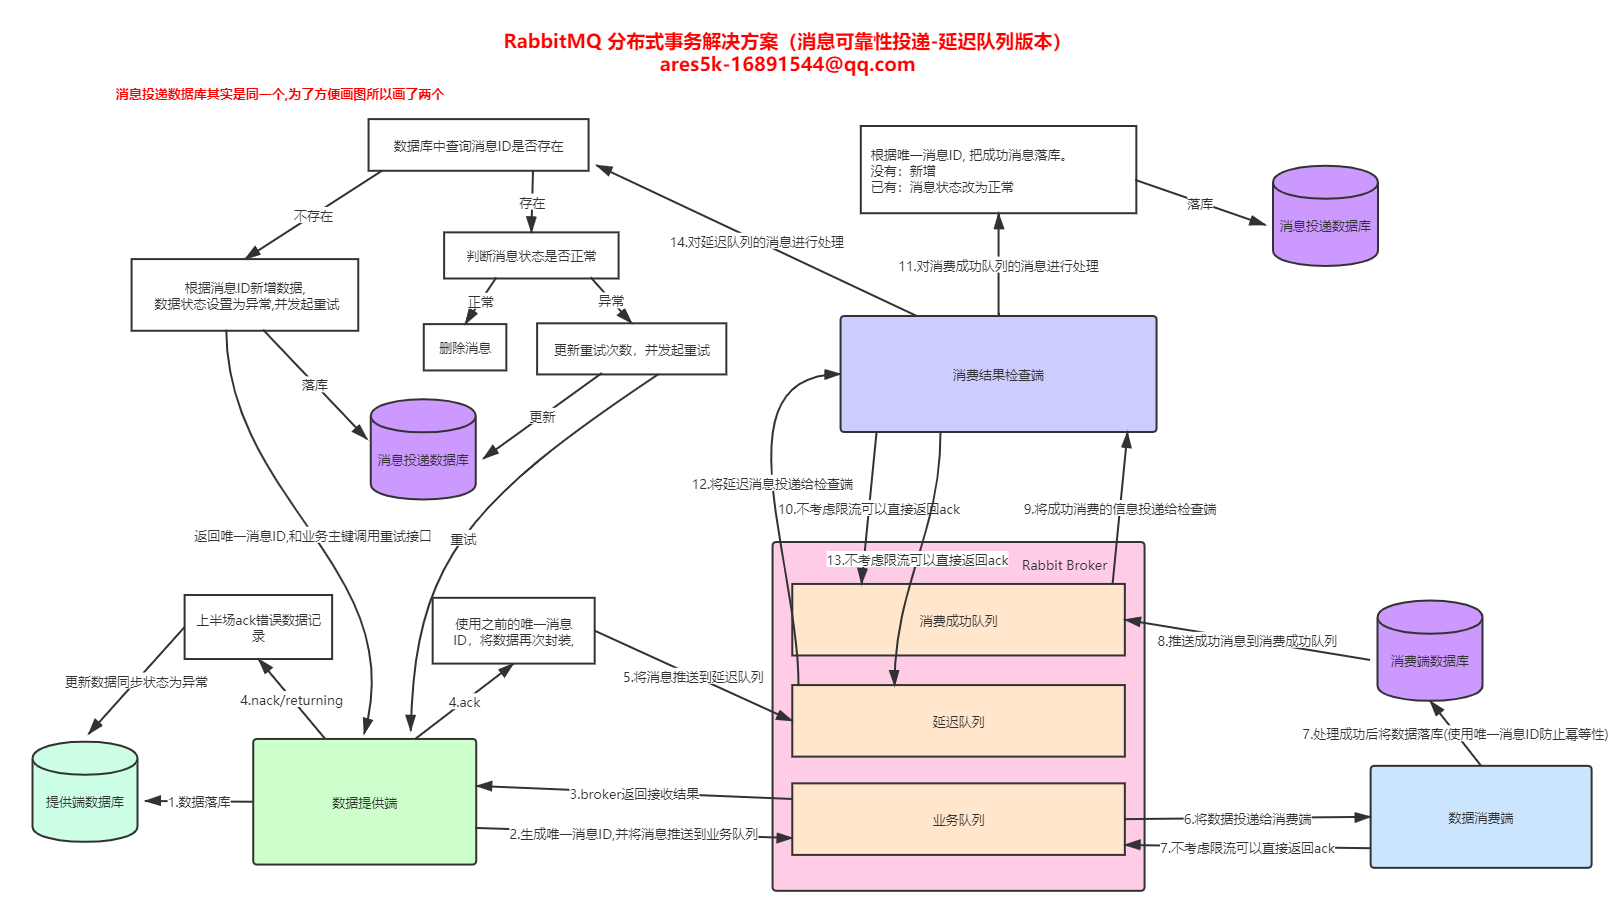 RabbitMQ 分布式事务解决方案（消息可靠性投递-延迟队列版本）
ares5k-16891544@qq.com
消息投递数据库其实是同一个,为了方便画图所以画了两个
数据库中查询消息ID是否存在
根据唯一消息ID, 把成功消息落库。
没有：新增
已有：消息状态改为正常
落库
消息投递数据库
不存在
存在
14.对延迟队列的消息进行处理
11.对消费成功队列的消息进行处理
判断消息状态是否正常
根据消息ID新增数据,
数据状态设置为异常,并发起重试
正常
异常
删除消息
更新重试次数，并发起重试
消费结果检查端
落库
更新
消息投递数据库
12.将延迟消息投递给检查端
10.不考虑限流可以直接返回ack
9.将成功消费的信息投递给检查端
返回唯一消息ID,和业务主键调用重试接口
重试
13.不考虑限流可以直接返回ack
Rabbit Broker
上半场ack错误数据记
录
使用之前的唯一消息
ID，将数据再次封装,
消费成功队列
8.推送成功消息到消费成功队列
消费端数据库
更新数据同步状态为异常
4.nack/returning
4.ack
5.将消息推送到延迟队列
延迟队列
7.处理成功后将数据落库(使用唯一消息ID防止幂等性)
提供端数据库
1.数据落库
数据提供端
3.broker返回接收结果
2.生成唯一消息ID,并将消息推送到业务队列
业务队列
6.将数据投递给消费端
7.不考虑限流可以直接返回ack
数据消费端